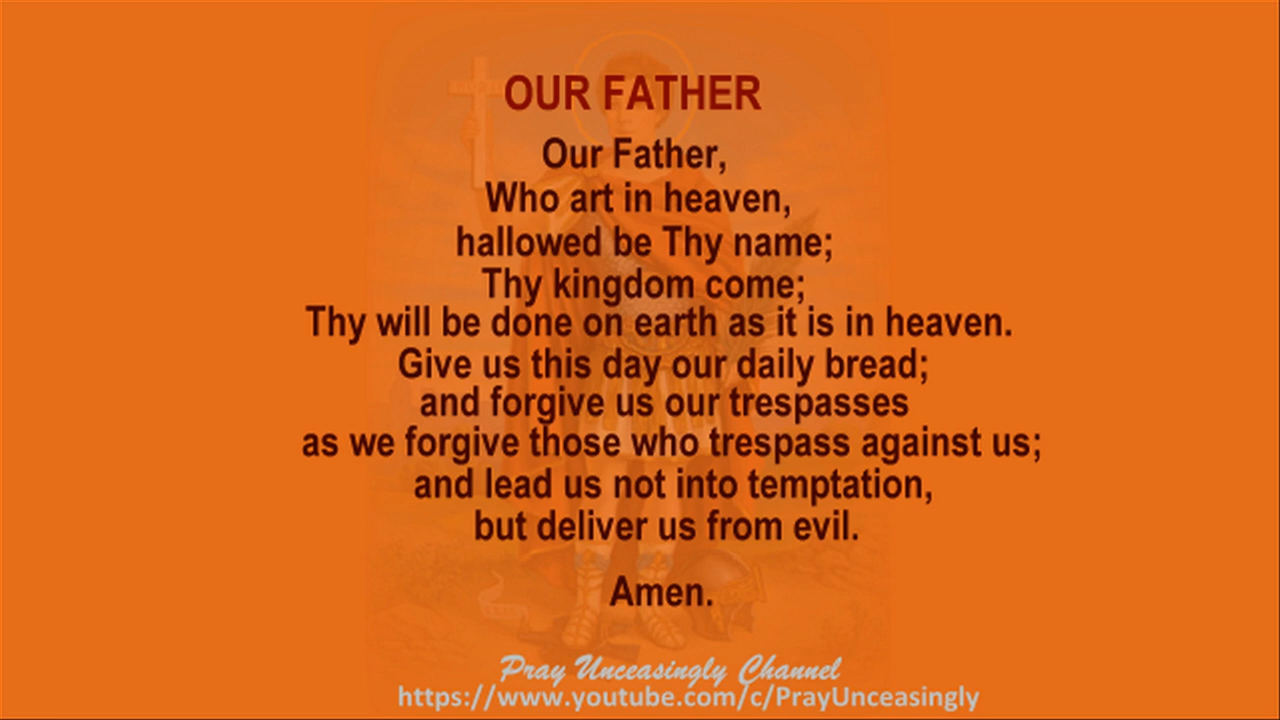 OUR FATHER
Our Father,
Who art in heaven,
hallowed be Thy name;
Thy kingdom come;
Thy will be done on earth as it is in heaven.
Give us this day our daily bread;
and forgive us our trespasses
as we forgive those who trespass against us;
and lead us not into temptation,
but deliver us from evil.
Amen.
Pray Unceasingly Channel
https://www.youtube.com/c/PrayUnceasingly